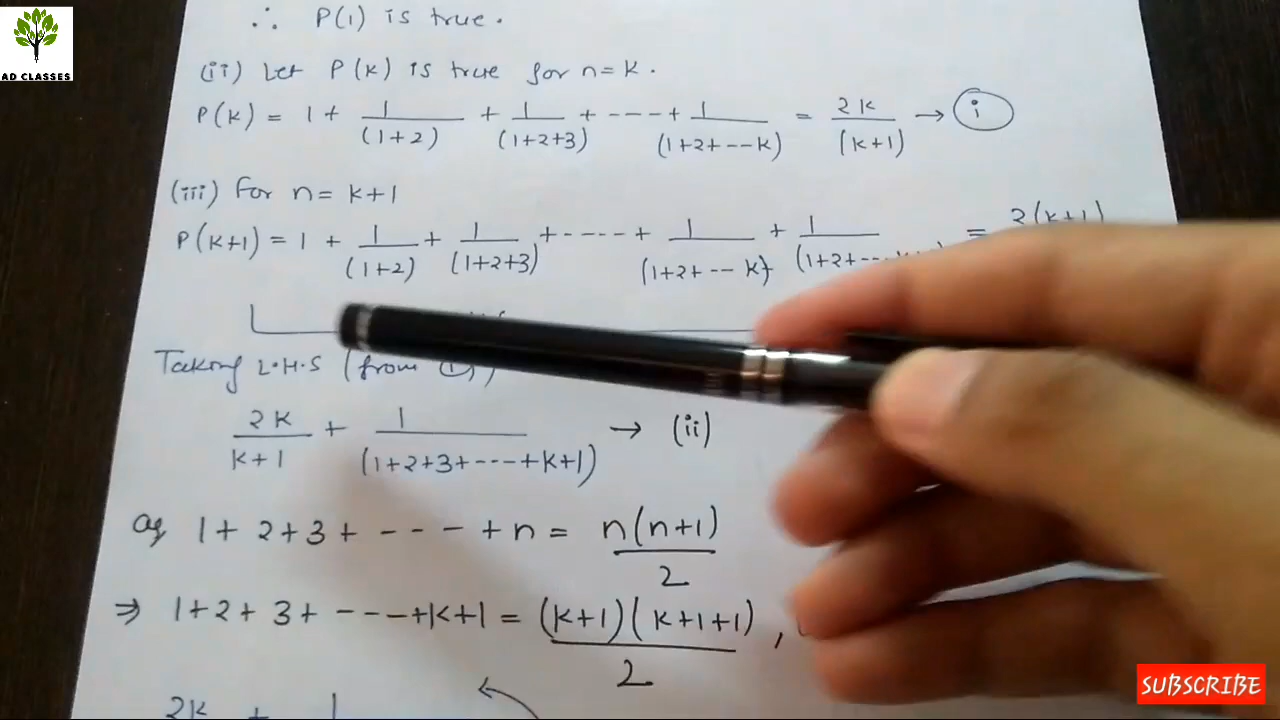 AD CLASSES
∴ P(1) is true.
(ii) Let P(k) is true for n=k.
P(k) = 1 + 1/(1+2) + 1/(1+2+3) + ---- + 1/(1+2+--k) = 2k/(k+1) → (i)
(iii) For n= k+1
P(k+1) = 1 + 1/(1+2) + 1/(1+2+3) + ---- + 1/(1+2+--k) + 1/(1+2+-- = 2(k+1)
Taking L.H.S (from
2k/(k+1) + 1/(1+2+3+----+k+1) → (ii)
as 1+2+3+ --- +n = n(n+1)/2
⇒ 1+2+3+ ---+k+1 = (k+1)(k+1+1)/2 ,
2k + 1
SUBSCRIBE